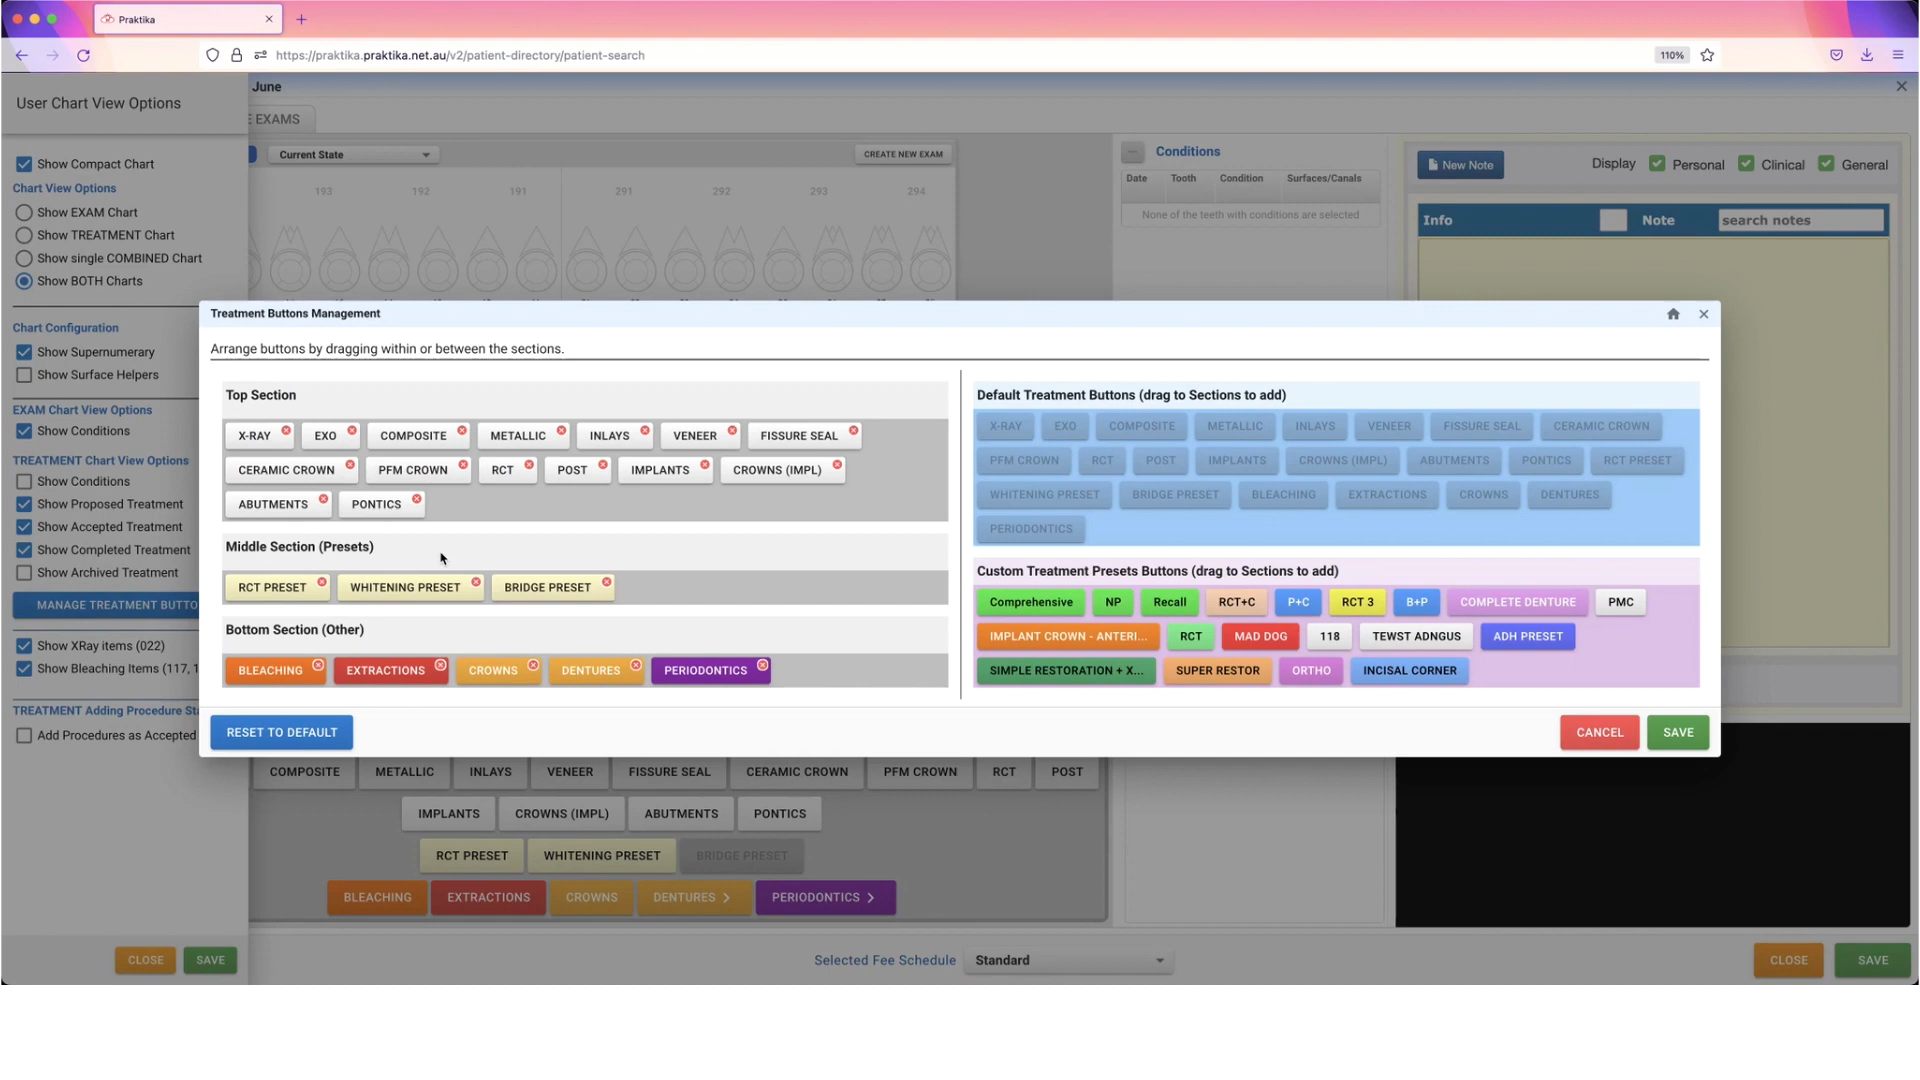 Praktika
https://praktika.praktika.net.au/v2/patient-directory/patient-search
110%
User Chart View Options
June
EXAMS
Show Compact Chart
Chart View Options
Show EXAM Chart
Show TREATMENT Chart
Show single COMBINED Chart
Show BOTH Charts
Chart Configuration
Show Supernumerary
Show Surface Helpers
EXAM Chart View Options
Show Conditions
TREATMENT Chart View Options
Show Conditions
Show Proposed Treatment
Show Accepted Treatment
Show Completed Treatment
Show Archived Treatment
MANAGE TREATMENT BUTTO
Show XRay items (022)
Show Bleaching Items (117, 1
TREATMENT Adding Procedure Sta
Add Procedures as Accepted
CLOSE SAVE
Current State
CREATE NEW EXAM
193 192 191 291 292 293 294
Conditions
Date Tooth Condition Surfaces/Canals
None of the teeth with conditions are selected
New Note
Display Personal Clinical General
Info Note search notes
Treatment Buttons Management
Arrange buttons by dragging within or between the sections.
Top Section
X-RAY EXO COMPOSITE METALLIC INLAYS VENEER FISSURE SEAL
CERAMIC CROWN PFM CROWN RCT POST IMPLANTS CROWNS (IMPL)
ABUTMENTS PONTICS
Middle Section (Presets)
RCT PRESET WHITENING PRESET BRIDGE PRESET
Bottom Section (Other)
BLEACHING EXTRACTIONS CROWNS DENTURES PERIODONTICS
Default Treatment Buttons (drag to Sections to add)
X-RAY EXO COMPOSITE METALLIC INLAYS VENEER FISSURE SEAL CERAMIC CROWN
PFM CROWN RCT POST IMPLANTS CROWNS (IMPL) ABUTMENTS PONTICS RCT PRESET
WHITENING PRESET BRIDGE PRESET BLEACHING EXTRACTIONS CROWNS DENTURES
PERIODONTICS
Custom Treatment Presets Buttons (drag to Sections to add)
Comprehensive NP Recall RCT+C P+C RCT 3 B+P COMPLETE DENTURE PMC
IMPLANT CROWN - ANTERI... RCT MAD DOG 118 TEWST ADNGUS ADH PRESET
SIMPLE RESTORATION + X... SUPER RESTOR ORTHO INCISAL CORNER
RESET TO DEFAULT
CANCEL SAVE
COMPOSITE METALLIC INLAYS VENEER FISSURE SEAL CERAMIC CROWN PFM CROWN RCT POST
IMPLANTS CROWNS (IMPL) ABUTMENTS PONTICS
RCT PRESET WHITENING PRESET BRIDGE PRESET
BLEACHING EXTRACTIONS CROWNS DENTURES PERIODONTICS
Selected Fee Schedule Standard
CLOSE SAVE